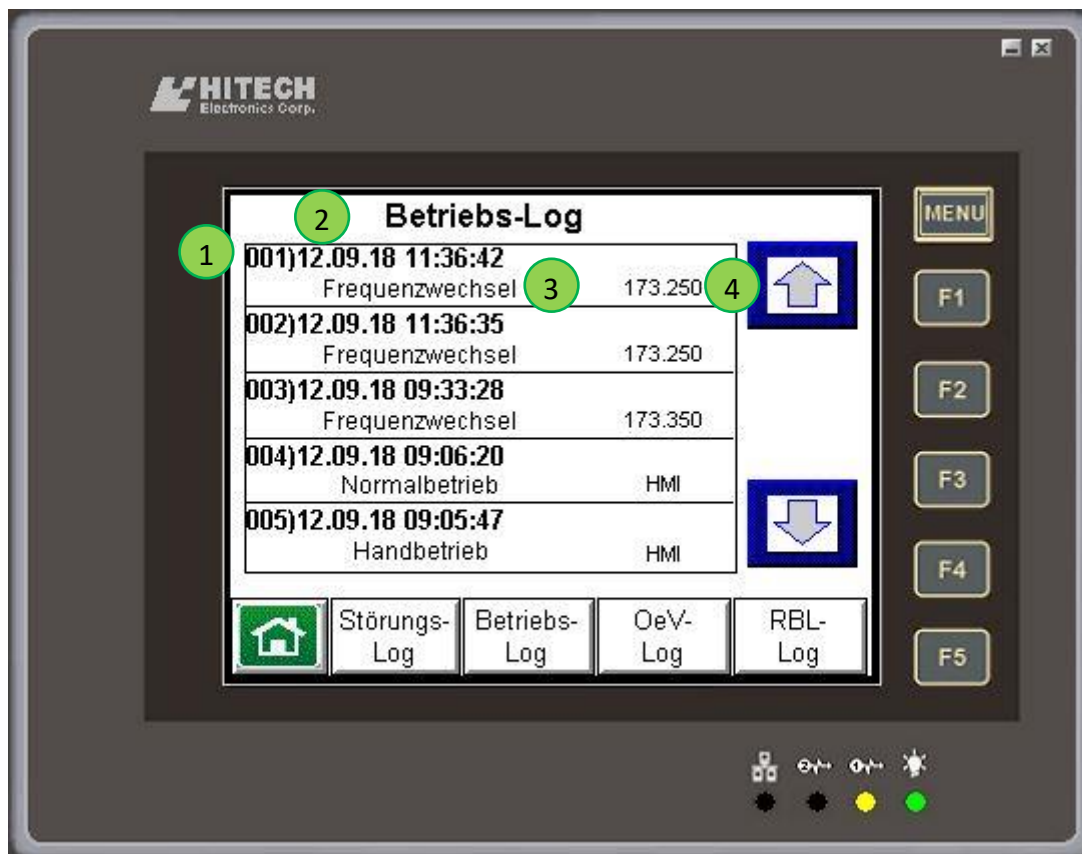 HITECH
Electronics Corp.
Betriebs-Log
MENU
1
2
3
4
001)12.09.18 11:36:42
Frequenzwechsel 173.250
002)12.09.18 11:36:35
Frequenzwechsel 173.250
003)12.09.18 09:33:28
Frequenzwechsel 173.350
004)12.09.18 09:06:20
Normalbetrieb HMI
005)12.09.18 09:05:47
Handbetrieb HMI
F1
F2
F3
F4
F5
Störungs-
Log
Betriebs-
Log
OeV-
Log
RBL-
Log
2
1